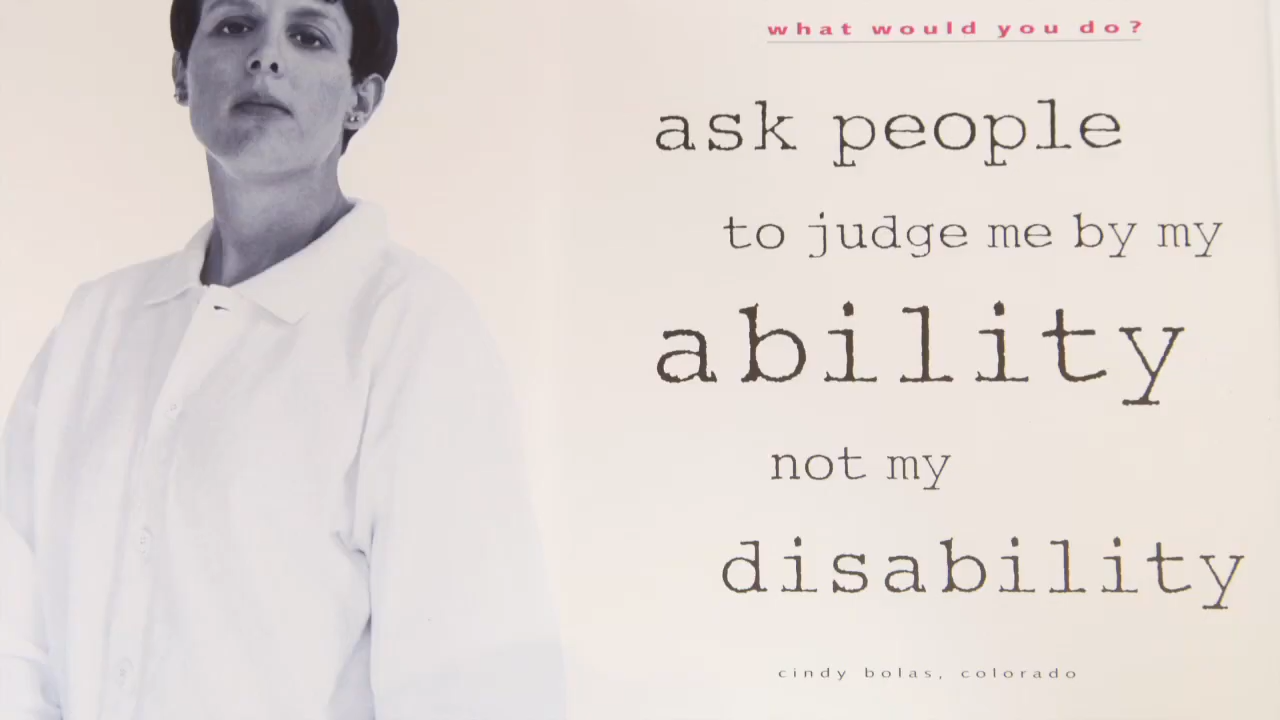 what would you do?
ask people
to judge me by my
ability
not my
disability
cindy bolas, colorado